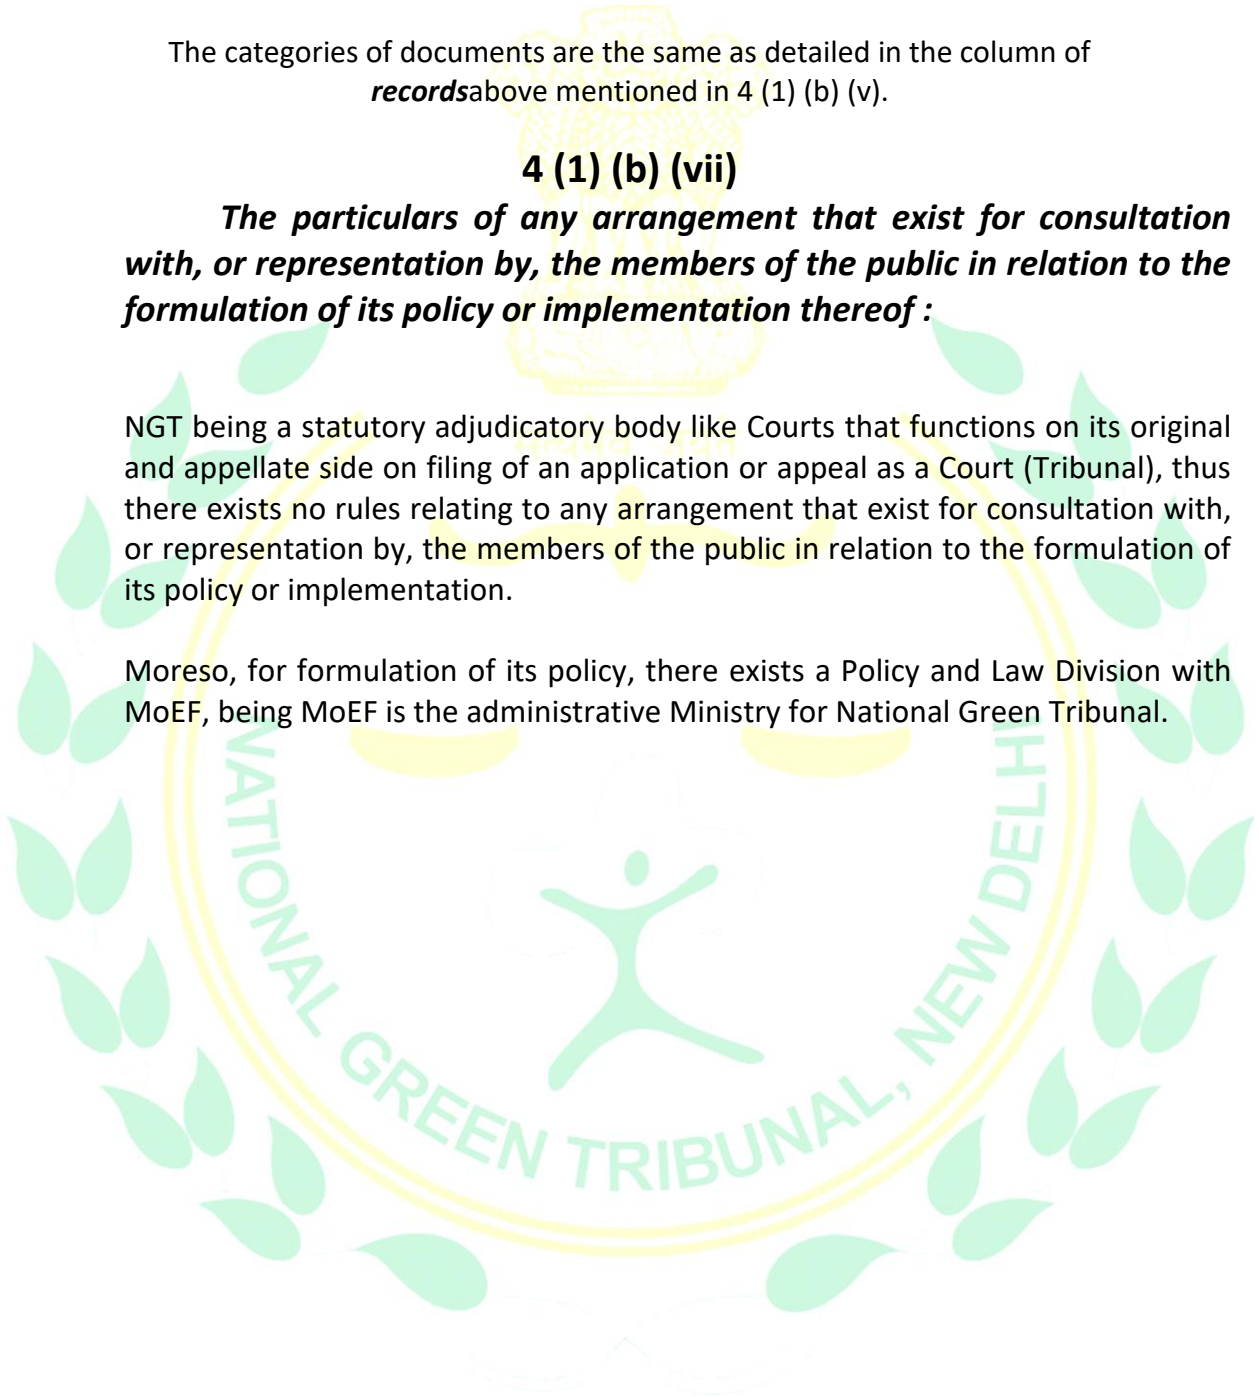 The categories of documents are the same as detailed in the column of
recordsabove mentioned in 4 (1) (b) (v).
4 (1) (b) (vii)
The particulars of any arrangement that exist for consultation
with, or representation by, the members of the public in relation to the
formulation of its policy or implementation thereof :
NGT being a statutory adjudicatory body like Courts that functions on its original
and appellate side on filing of an application or appeal as a Court (Tribunal), thus
there exists no rules relating to any arrangement that exist for consultation with,
or representation by, the members of the public in relation to the formulation of
its policy or implementation.
Moreso, for formulation of its policy, there exists a Policy and Law Division with
MoEF, being MoEF is the administrative Ministry for National Green Tribunal.
NATIONAL GREEN TRIBUNAL, NEW DELHI